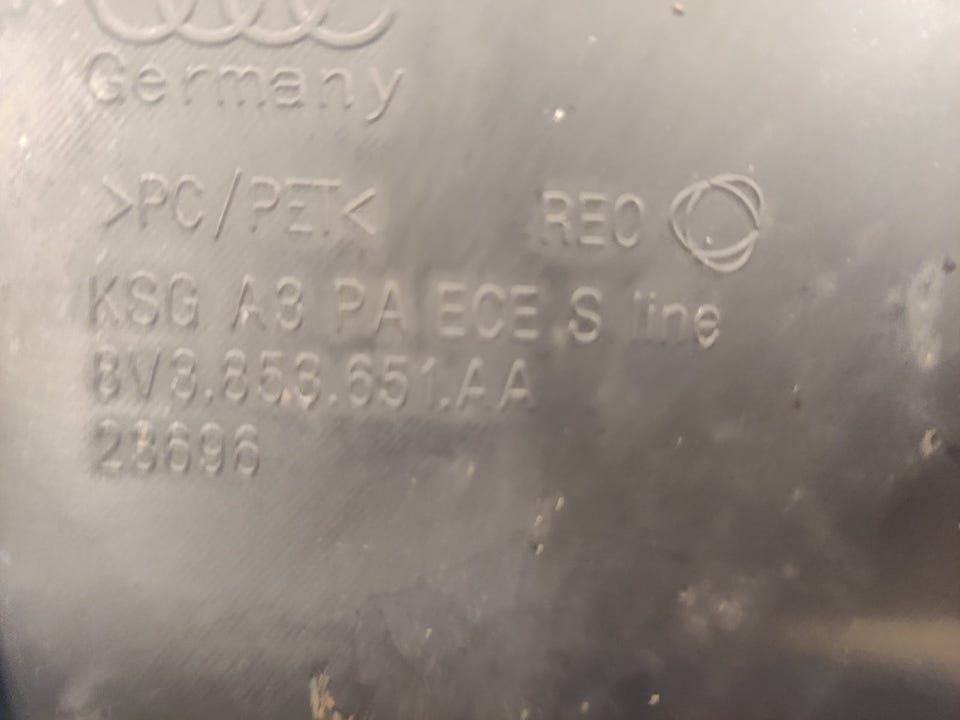 Germany
>PC/PET< REO
KSG A3 PA ECE S line
8V3.853.651.AA
28696